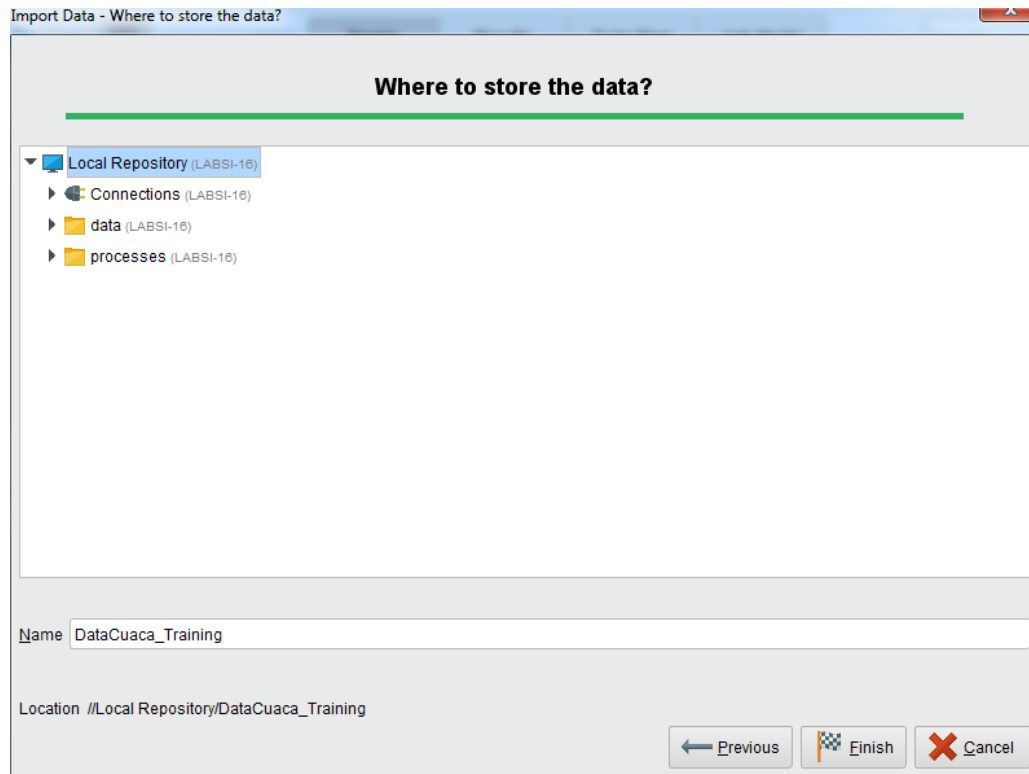 Import Data - Where to store the data?
Where to store the data?
Local Repository (LABSI-16)
Connections (LABSI-16)
data (LABSI-16)
processes (LABSI-16)
Name DataCuaca_Training
Location //Local Repository/DataCuaca_Training
Previous Finish Cancel